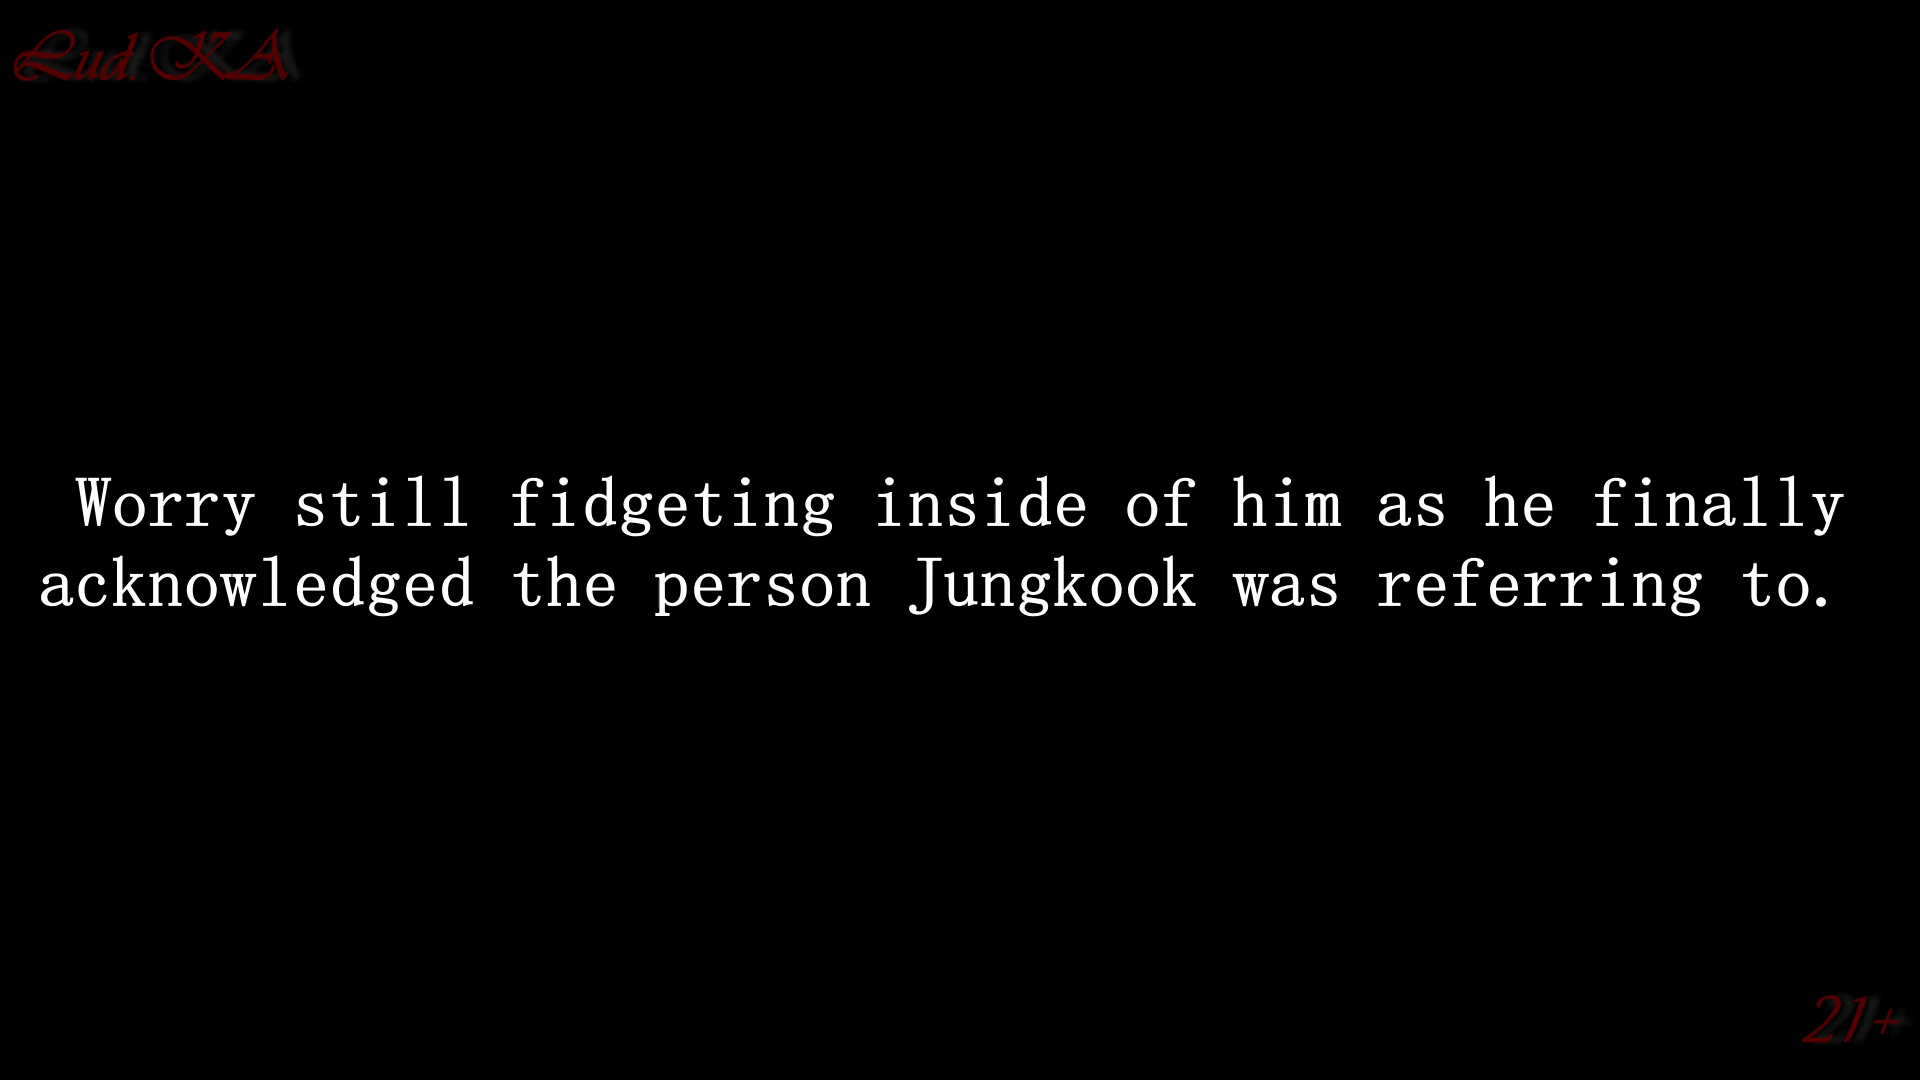 Lud.KA
Worry still fidgeting inside of him as he finally
acknowledged the person Jungkook was referring to.
21+